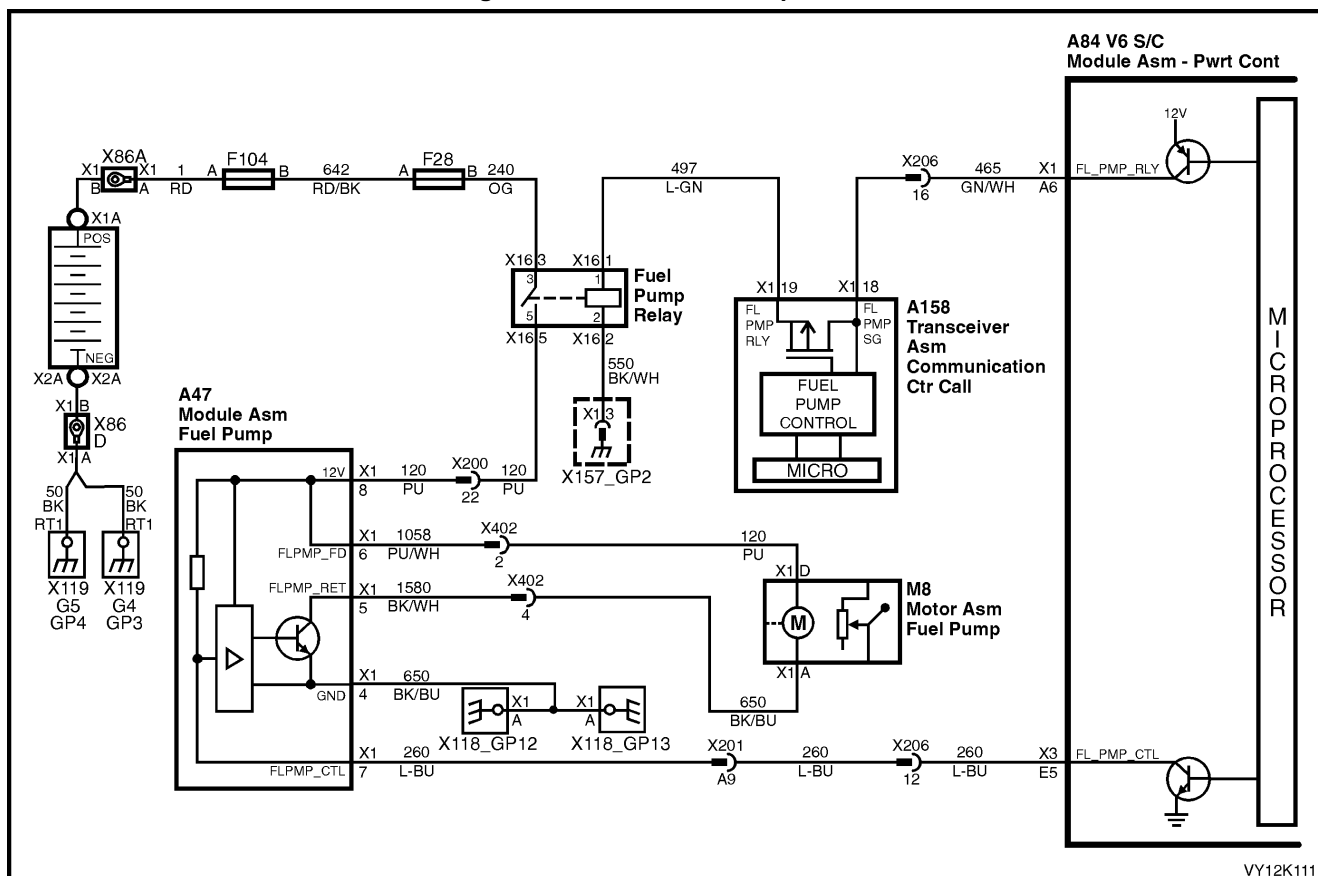 A84 V6 S/C
Module Asm - Pwrt Cont
12V
X86A
X1 X1
B A
1
RD
A F104 B
642
RD/BK
A F28 B
240
OG
497
L-GN
X206
16
465
GN/WH
X1
A6
FL_PMP_RLY
X1A
POS
NEG
X2A X2A
X1 B
X86
D
X1 A
50
BK
50
BK
RT1 RT1
X119
G5
GP4
X119
G4
GP3
X16 3
X16 1
3
1
5
2
X16 5
X16 2
Fuel
Pump
Relay
550
BK/WH
X1 3
X157_GP2
X1 19
X1 18
FL
PMP
RLY
FL
PMP
SG
FUEL
PUMP
CONTROL
MICRO
A158
Transceiver
Asm
Communication
Ctr Call
MICROPROCESSOR
A47
Module Asm
Fuel Pump
12V
X1
8
120
PU
X200
22
120
PU
FLPMP_FD
X1
6
1058
PU/WH
X402
2
120
PU
FLPMP_RET
X1
5
1580
BK/WH
X402
4
X1 D
M
X1 A
M8
Motor Asm
Fuel Pump
GND
X1
4
650
BK/BU
X1
A
X1
A
X118_GP12
X118_GP13
650
BK/BU
FLPMP_CTL
X1
7
260
L-BU
X201
A9
260
L-BU
X206
12
260
L-BU
X3
E5
FL_PMP_CTL
VY12K111